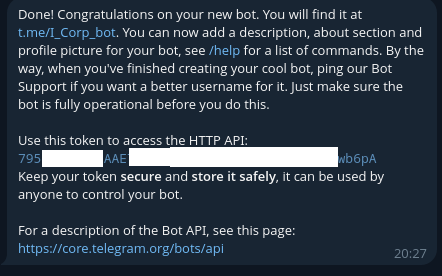 Done! Congratulations on your new bot. You will find it at
t.me/I_Corp_bot. You can now add a description, about section and
profile picture for your bot, see /help for a list of commands. By the
way, when you've finished creating your cool bot, ping our Bot
Support if you want a better username for it. Just make sure the
bot is fully operational before you do this.
Use this token to access the HTTP API:
795 AAE wb6pA
Keep your token secure and store it safely, it can be used by
anyone to control your bot.
For a description of the Bot API, see this page:
https://core.telegram.org/bots/api
20:27